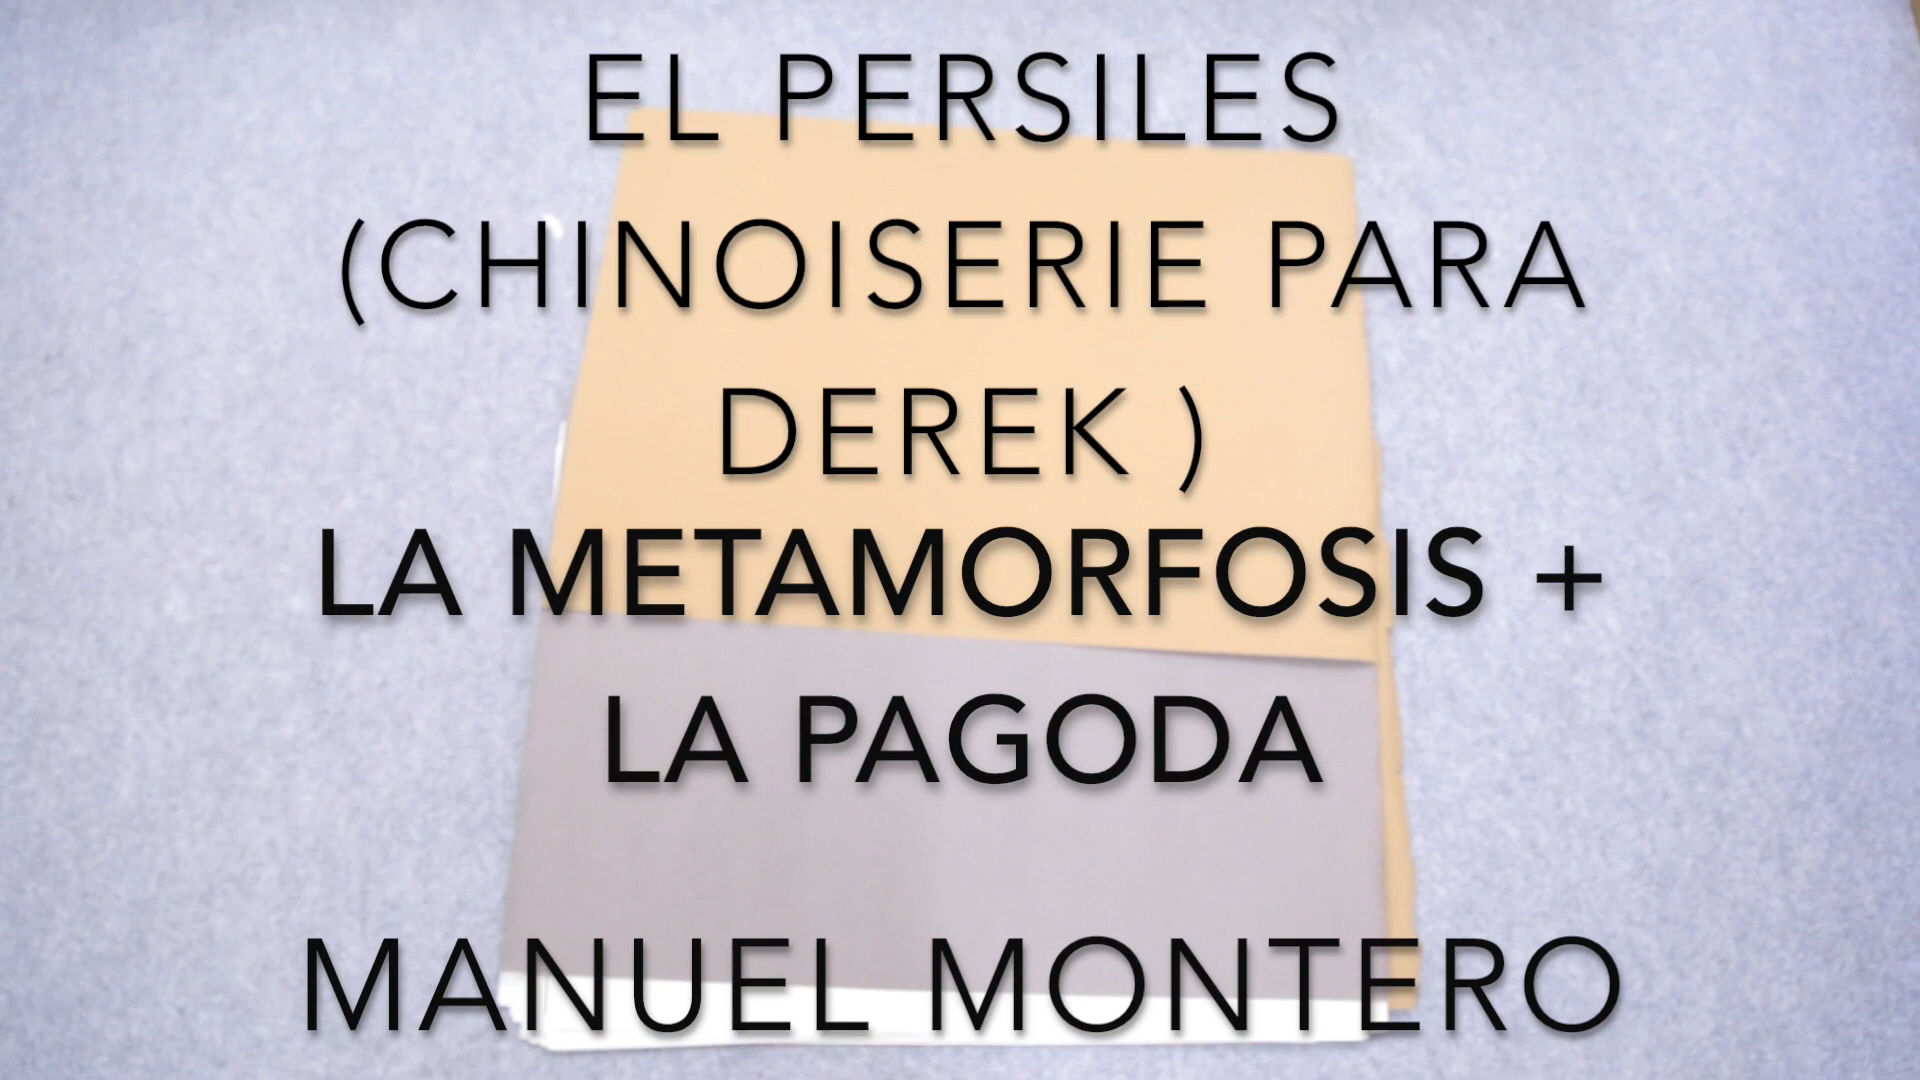 EL PERSILES
(CHINOISERIE PARA
DEREK )
LA METAMORFOSIS +
LA PAGODA
MANUEL MONTERO